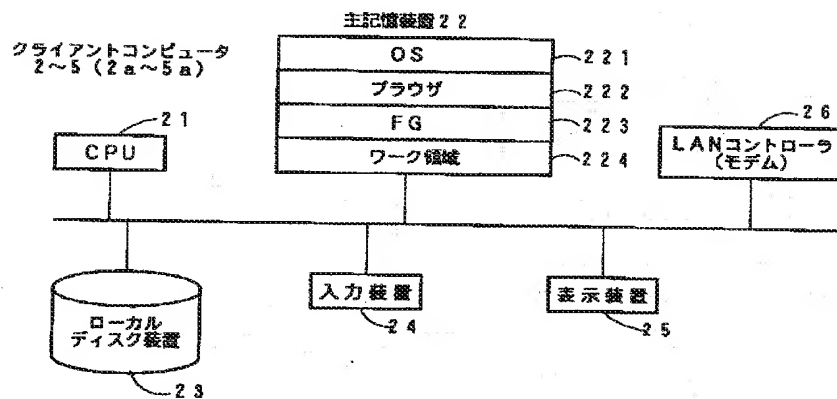 主記憶装置22
クライアントコンピュータ
2~5(2a~5a)
OS
221
ブラウザ
222
FG
223
ワーク領域
224
21
CPU
26
LANコントローラ
(モデム)
ローカル
ディスク装置
23
入力装置
24
表示装置
25